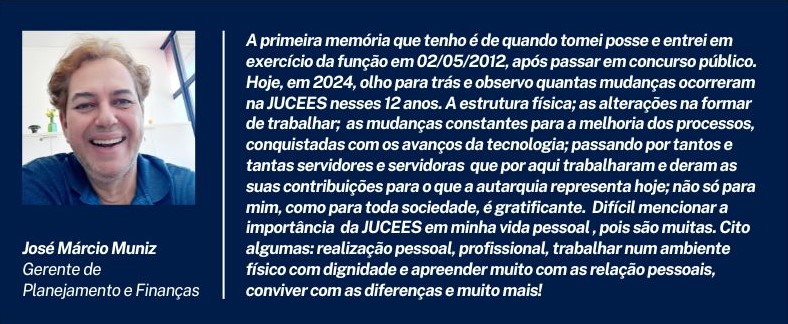 A primeira memória que tenho é de quando tomei posse e entrei em
exercício da função em 02/05/2012, após passar em concurso público.
Hoje, em 2024, olho para trás e observo quantas mudanças ocorreram
na JUCEES nesses 12 anos. A estrutura física; as alterações na formar
de trabalhar; as mudanças constantes para a melhoria dos processos,
conquistadas com os avanços da tecnologia; passando por tantos e
tantas servidores e servidoras que por aqui trabalharam e deram as
suas contribuições para o que a autarquia representa hoje; não só para
mim, como para toda sociedade, é gratificante. Difícil mencionar a
importância da JUCEES em minha vida pessoal , pois são muitas. Cito
algumas: realização pessoal, profissional, trabalhar num ambiente
físico com dignidade e apreender muito com as relação pessoais,
conviver com as diferenças e muito mais!
José Márcio Muniz
Gerente de
Planejamento e Finanças